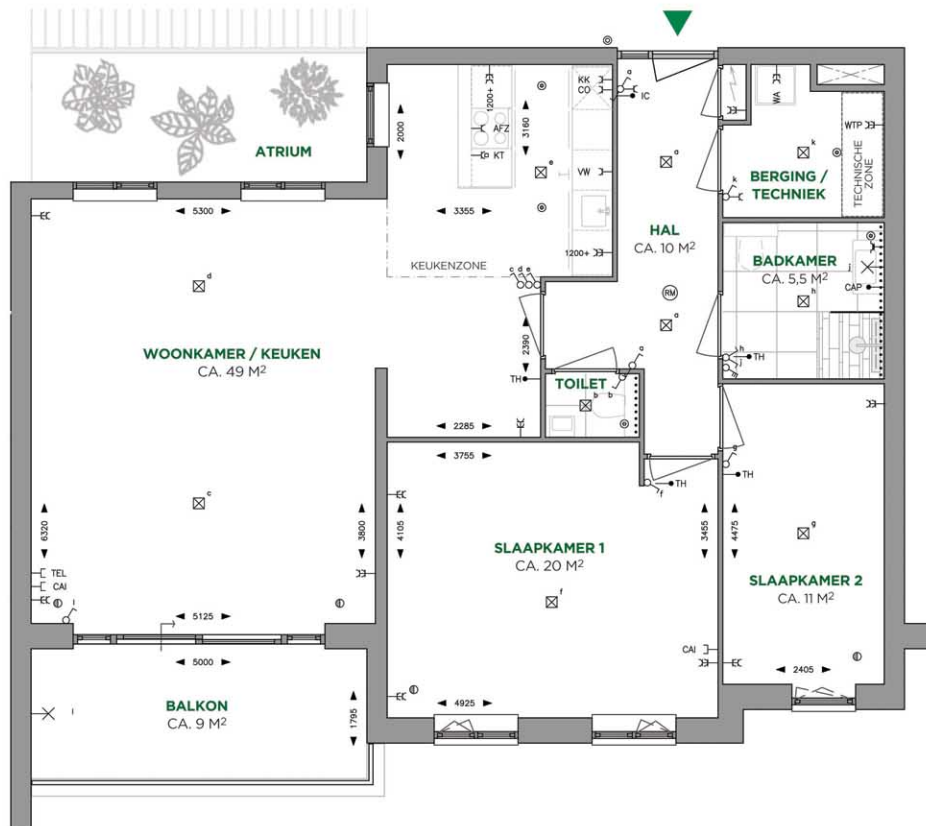 ATRIUM
2000
1200+
AFZ
KT
3160
e
KK
CO
a
IC
VW
1200+
3355
KEUKENZONE
c d e
WA
WTP
TECHNISCHE
ZONE
k
k
BERGING /
TECHNIEK
a
HAL
CA. 10 M²
RM
a
a
BADKAMER
CA. 5,5 M²
j
CAP
h
h
j
TH
5300
d
WOONKAMER / KEUKEN
CA. 49 M²
c
2390
TH
2285
TOILET
b
b
6320
3800
TEL
CAI
l
5125
3755
4105
3455
TH
f
SLAAPKAMER 1
CA. 20 M²
f
CAI
4925
g
TH
4475
g
SLAAPKAMER 2
CA. 11 M²
2405
5000
BALKON
CA. 9 M²
l
1795